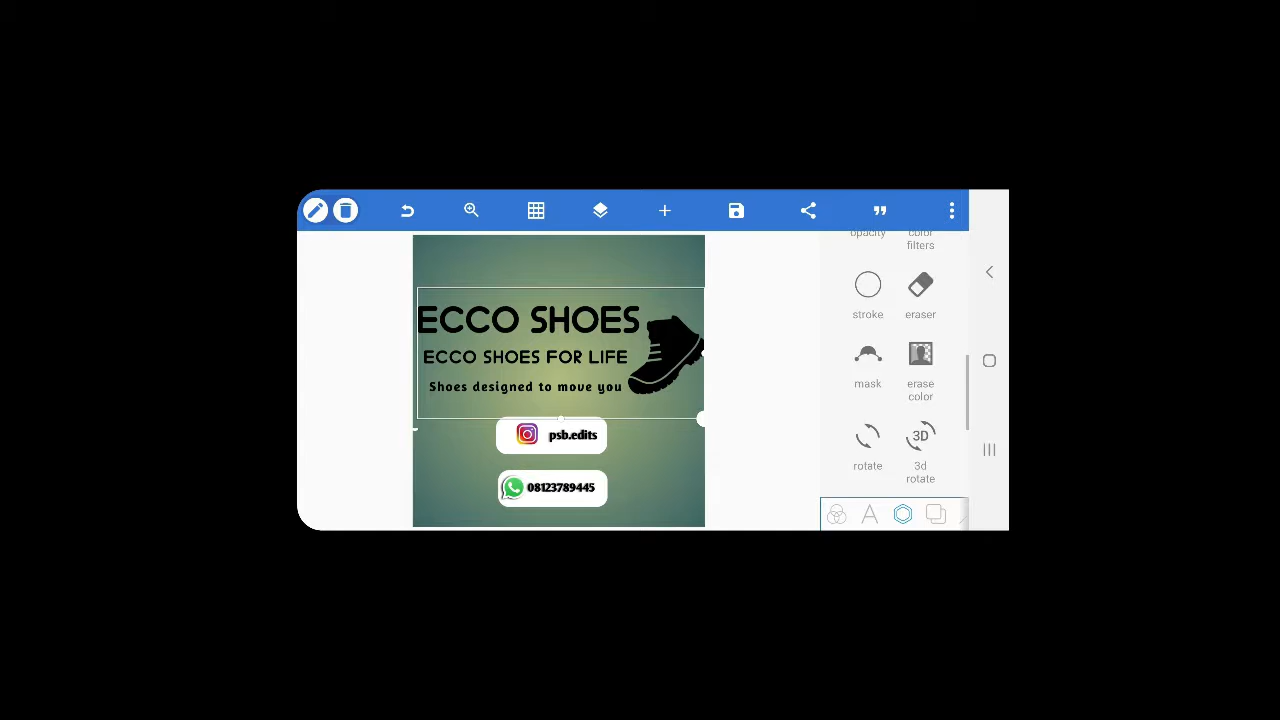 opacity
color
filters
stroke
eraser
mask
erase
color
rotate
3D
3d
rotate
A
ECCO SHOES
ECCO SHOES FOR LIFE
Shoes designed to move you
psb.edits
08123789445